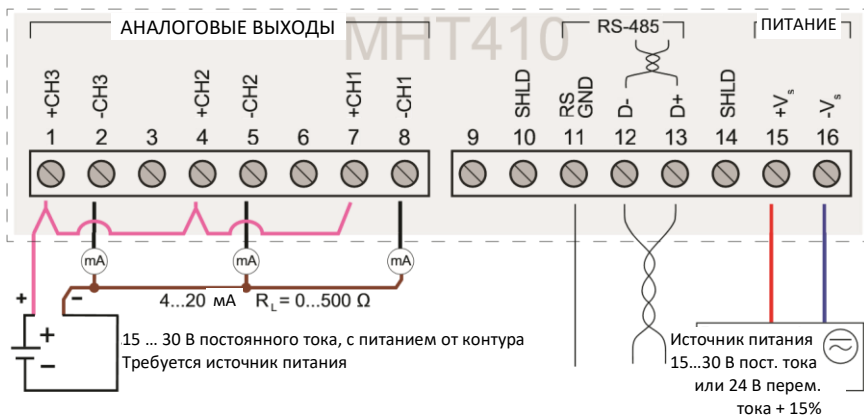 АНАЛОГОВЫЕ ВЫХОДЫ
MHT410
RS-485
ПИТАНИЕ
+CH3 -CH3 +CH2 -CH2 +CH1 -CH1 SHLD RS GND D- D+ SHLD +Vs -Vs
1 2 3 4 5 6 7 8 9 10 11 12 13 14 15 16
mA mA mA
+ - 4...20 мА RL= 0...500 Ω
+ 15 ... 30 В постоянного тока, с питанием от контура
- Требуется источник питания
Источник питания
15...30 В пост. тока
или 24 В перем.
тока + 15%